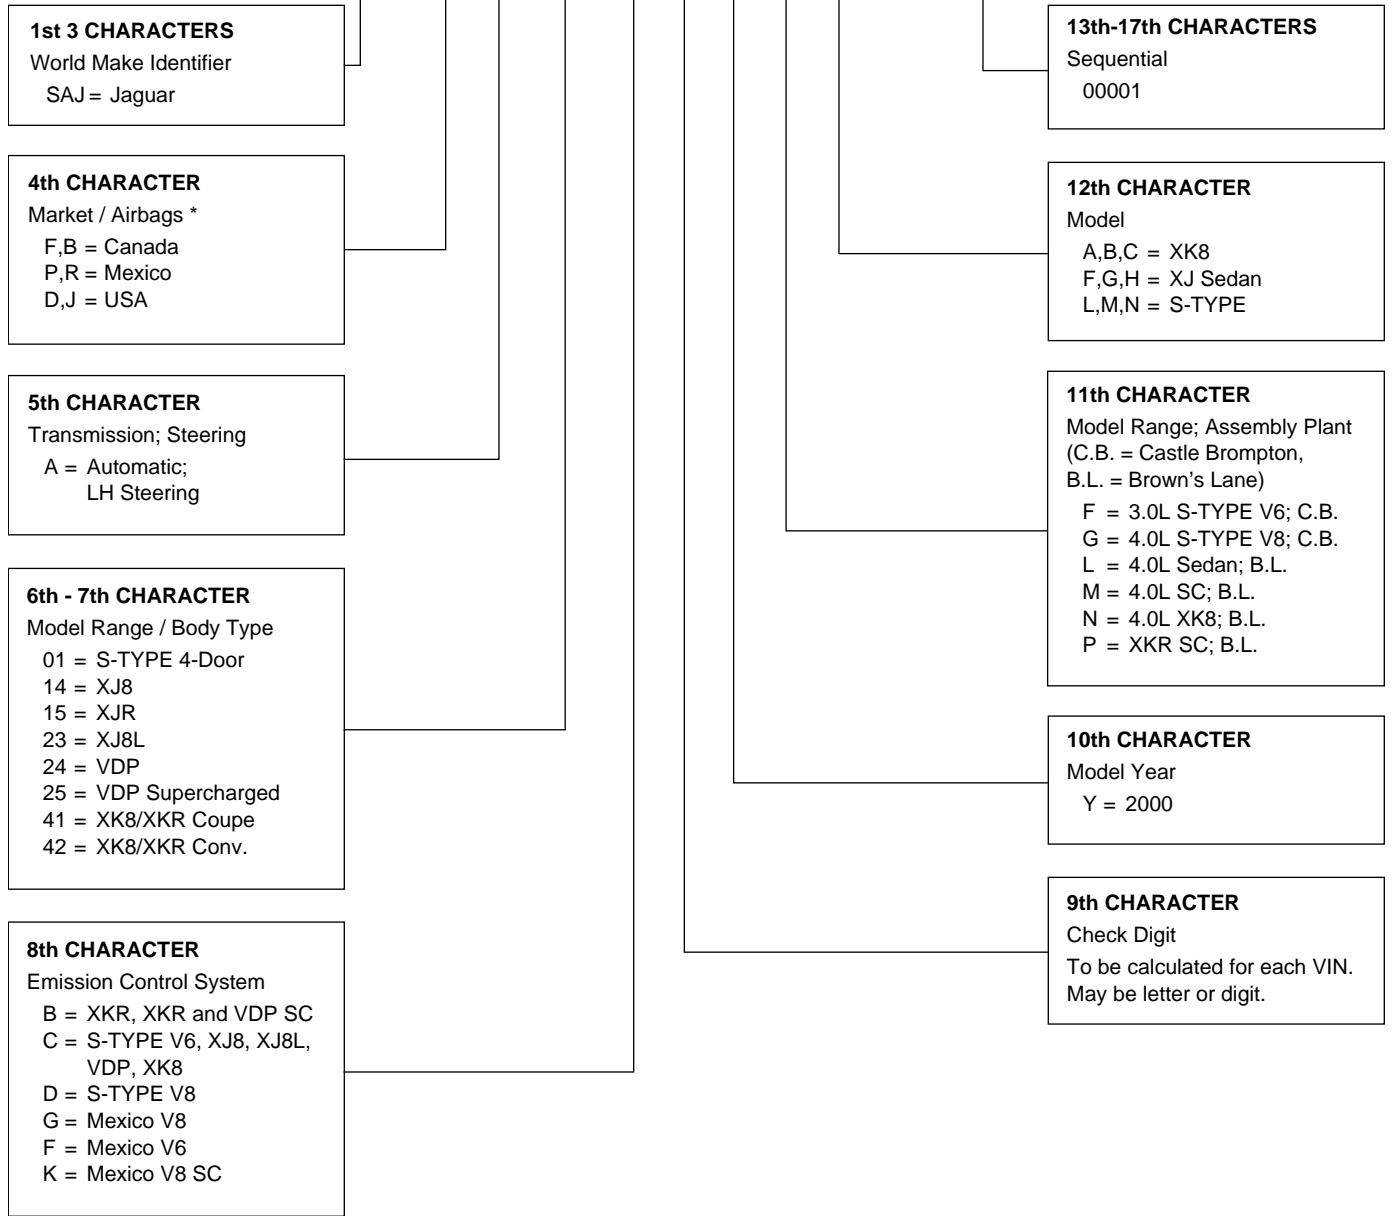 1st 3 CHARACTERS
World Make Identifier
SAJ = Jaguar
4th CHARACTER
Market / Airbags *
F,B = Canada
P,R = Mexico
D,J = USA
5th CHARACTER
Transmission; Steering
A = Automatic;
LH Steering
6th - 7th CHARACTER
Model Range / Body Type
01 = S-TYPE 4-Door
14 = XJ8
15 = XJR
23 = XJ8L
24 = VDP
25 = VDP Supercharged
41 = XK8/XKR Coupe
42 = XK8/XKR Conv.
8th CHARACTER
Emission Control System
B = XKR, XKR and VDP SC
C = S-TYPE V6, XJ8, XJ8L,
VDP, XK8
D = S-TYPE V8
G = Mexico V8
F = Mexico V6
K = Mexico V8 SC
13th-17th CHARACTERS
Sequential
00001
12th CHARACTER
Model
A,B,C = XK8
F,G,H = XJ Sedan
L,M,N = S-TYPE
11th CHARACTER
Model Range; Assembly Plant
(C.B. = Castle Brompton,
B.L. = Brown's Lane)
F = 3.0L S-TYPE V6; C.B.
G = 4.0L S-TYPE V8; C.B.
L = 4.0L Sedan; B.L.
M = 4.0L SC; B.L.
N = 4.0L XK8; B.L.
P = XKR SC; B.L.
10th CHARACTER
Model Year
Y = 2000
9th CHARACTER
Check Digit
To be calculated for each VIN.
May be letter or digit.